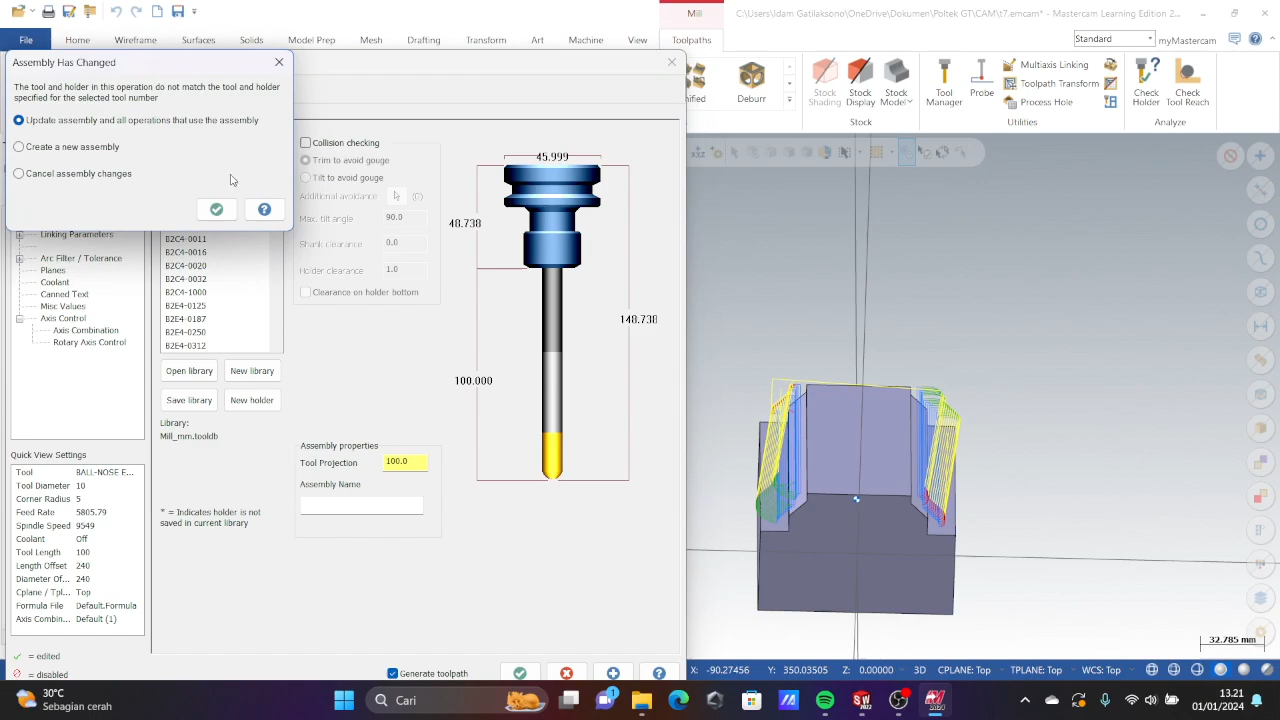 Mill
C:\Users\Idam Gatilaksono\OneDrive\Dokumen\Poltek GT\CAM\t7.emcam* - Mastercam Learning Edition 2...
File
Home
Wireframe
Surfaces
Solids
Model Prep
Mesh
Drafting
Transform
Art
Machine
View
Toolpaths
Standard
myMastercam
Assembly Has Changed
The tool and holder in this operation do not match the tool and holder
specified for the selected tool number
Update assembly and all operations that use the assembly
Create a new assembly
Cancel assembly changes
Deburr
Stock
Shading
Stock
Display
Stock
Model
Stock
Tool
Manager
Probe
Multiaxis Linking
Toolpath Transform
Process Hole
Utilities
Check
Holder
Check
Tool Reach
Analyze
Linking Parameters
Arc Filter / Tolerance
Planes
Coolant
Canned Text
Misc Values
Axis Control
Axis Combination
Rotary Axis Control
B2C4-0011
B2C4-0016
B2C4-0020
B2C4-0032
B2C4-1000
B2E4-0125
B2E4-0187
B2E4-0250
B2E4-0312
Open library
New library
Save library
New holder
Library:
Mill_mm.tooldb
* = Indicates holder is not
saved in current library
Collision checking
Trim to avoid gouge
Tilt to avoid gouge
Additional avoidance
(0)
Max. tilt angle
90.0
Shank clearance
0.0
Holder clearance
1.0
Clearance on holder bottom
Assembly properties
Tool Projection
100.0
Assembly Name
45.999
48.738
148.738
100.000
Quick View Settings
Tool BALL-NOSE E...
Tool Diameter 10
Corner Radius 5
Feed Rate 5805.79
Spindle Speed 9549
Coolant Off
Tool Length 100
Length Offset 240
Diameter Of... 240
Cplane / Tpl... Top
Formula File Default.Formula
Axis Combin... Default (1)
= edited
= disabled
Generate toolpath
32.785 mm
X: -90.27456 Y: 350.03505 Z: 0.00000 3D CPLANE: Top TPLANE: Top WCS: Top
30°C
Sebagian cerah
Cari
13.21
01/01/2024